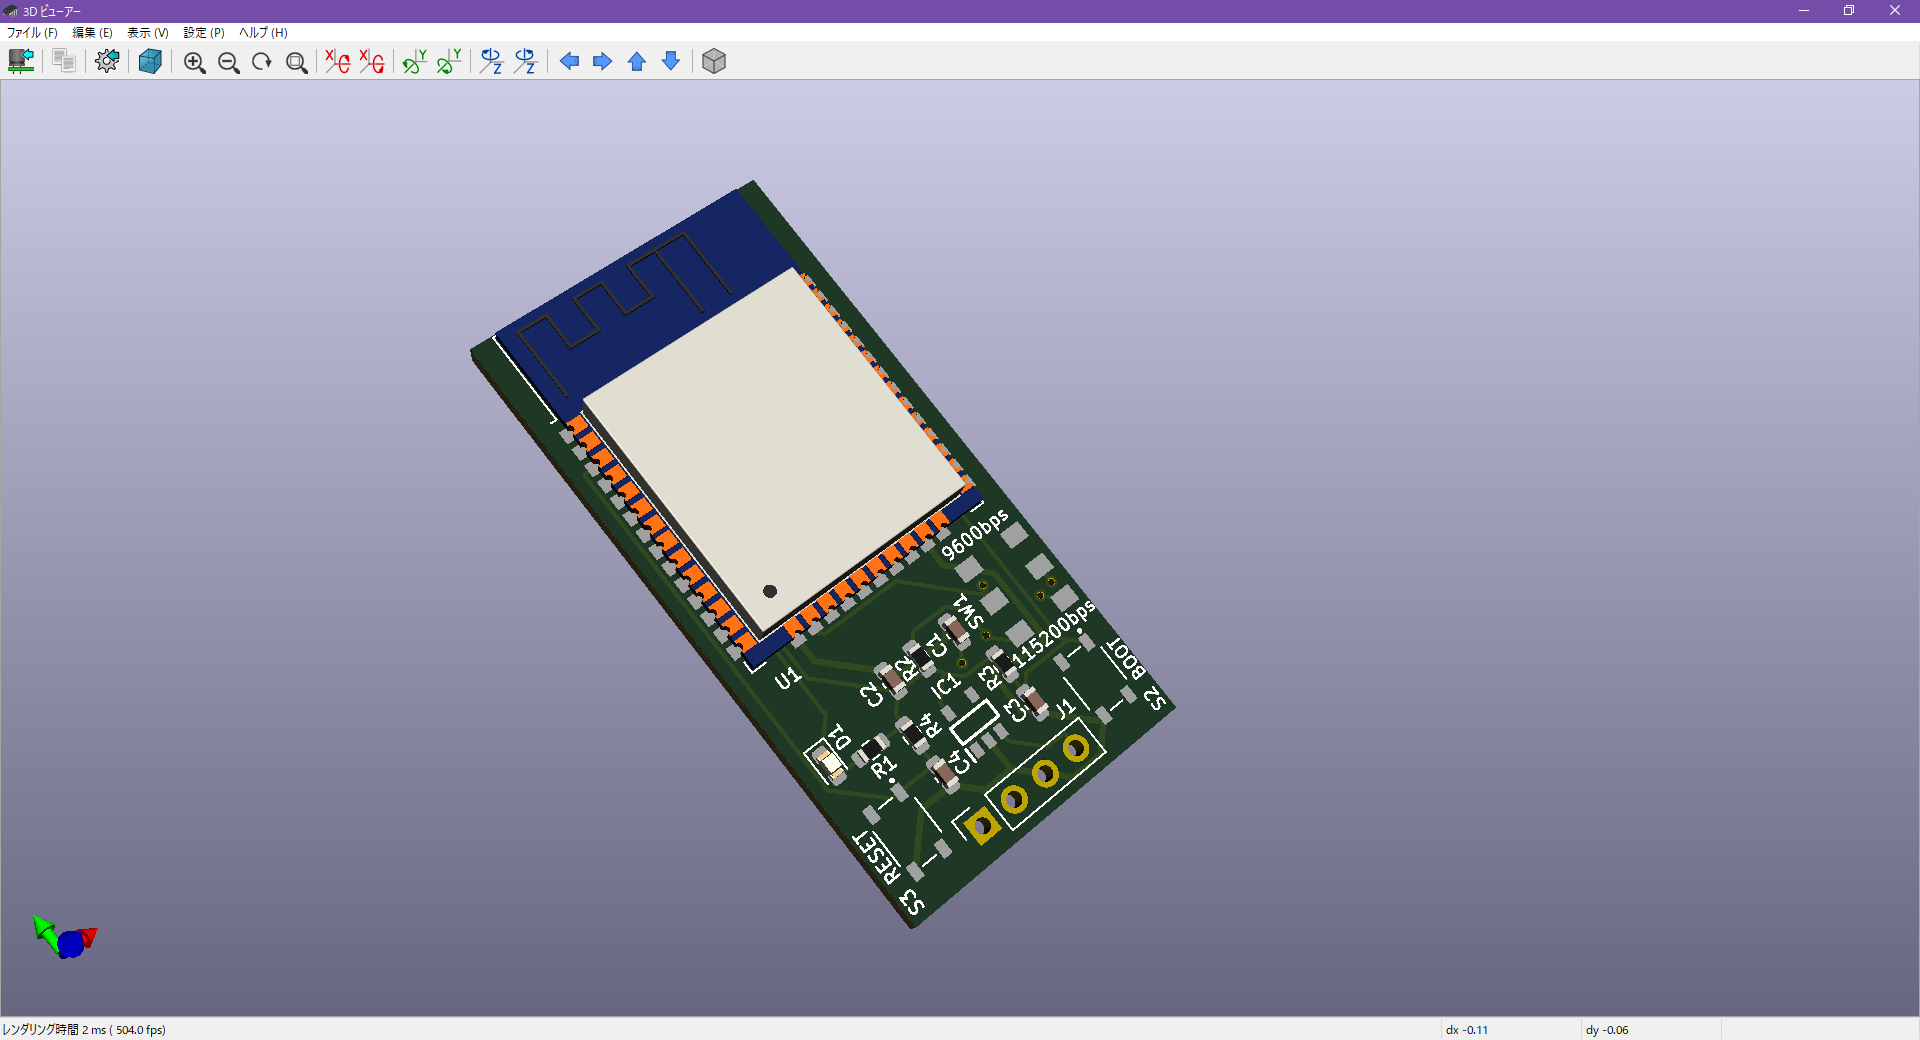 3D ビューアー
ファイル (F) 編集 (E) 表示 (V) 設定 (P) ヘルプ (H)
9600bps
SW1
115200bps
C1
R2
C2
U1
IC1
R3
C3
J1
BOOT
S2
D1
R4
R1
C4
RESET
S3
レンダリング時間 2 ms ( 504.0 fps)
dx -0.11
dy -0.06